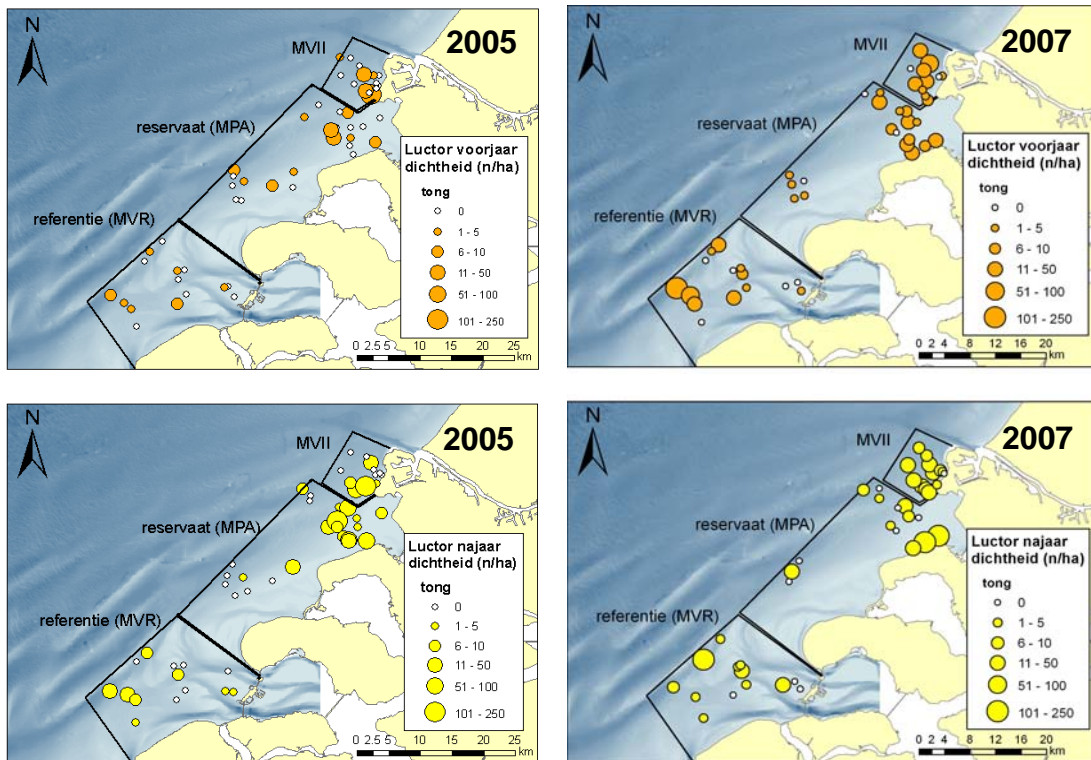 N
2005
MVII
reservaat (MPA)
referentie (MVR)
Luctor voorjaar
dichtheid (n/ha)
tong
0
1 - 5
6 - 10
11 - 50
51 - 100
101 - 250
0 2.5 5 10 15 20 25
km
N
2007
MVII
reservaat (MPA)
referentie (MVR)
Luctor voorjaar
dichtheid (n/ha)
tong
0
1 - 5
6 - 10
11 - 50
51 - 100
101 - 250
0 2 4 8 12 16 20
km
N
2005
MVII
reservaat (MPA)
referentie (MVR)
Luctor najaar
dichtheid (n/ha)
tong
0
1 - 5
6 - 10
11 - 50
51 - 100
101 - 250
0 2.5 5 10 15 20 25
km
N
2007
MVII
reservaat (MPA)
referentie (MVR)
Luctor najaar
dichtheid (n/ha)
tong
0
1 - 5
6 - 10
11 - 50
51 - 100
101 - 250
0 2 4 8 12 16 20
km